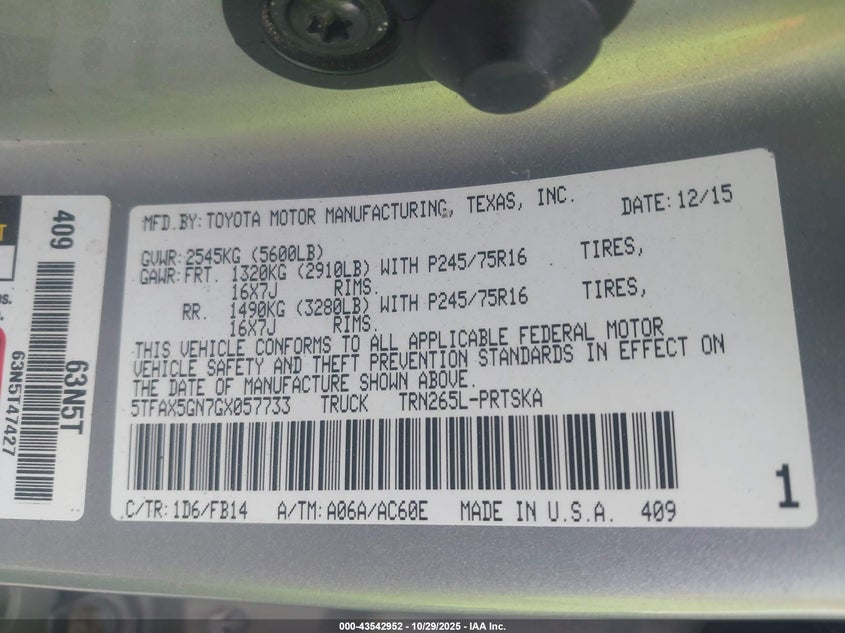 MFD.BY: TOYOTA MOTOR MANUFACTURING, TEXAS, INC. DATE: 12/15
GVWR: 2545KG (5600LB)
GAWR: FRT. 1320KG (2910LB) WITH P245/75R16 TIRES,
16X7J RIMS.
RR. 1490KG (3280LB) WITH P245/75R16 TIRES,
16X7J RIMS.
THIS VEHICLE CONFORMS TO ALL APPLICABLE FEDERAL MOTOR
VEHICLE SAFETY AND THEFT PREVENTION STANDARDS IN EFFECT ON
THE DATE OF MANUFACTURE SHOWN ABOVE.
5TFAX5GN7GX057733 TRUCK TRN265L-PRTSKA
C/TR: 1D6/FB14 A/TM: A06A/AC60E MADE IN U.S.A. 409
1
409
63N5T
63N5T47427
000-43542952 - 10/29/2025 - IAA Inc.